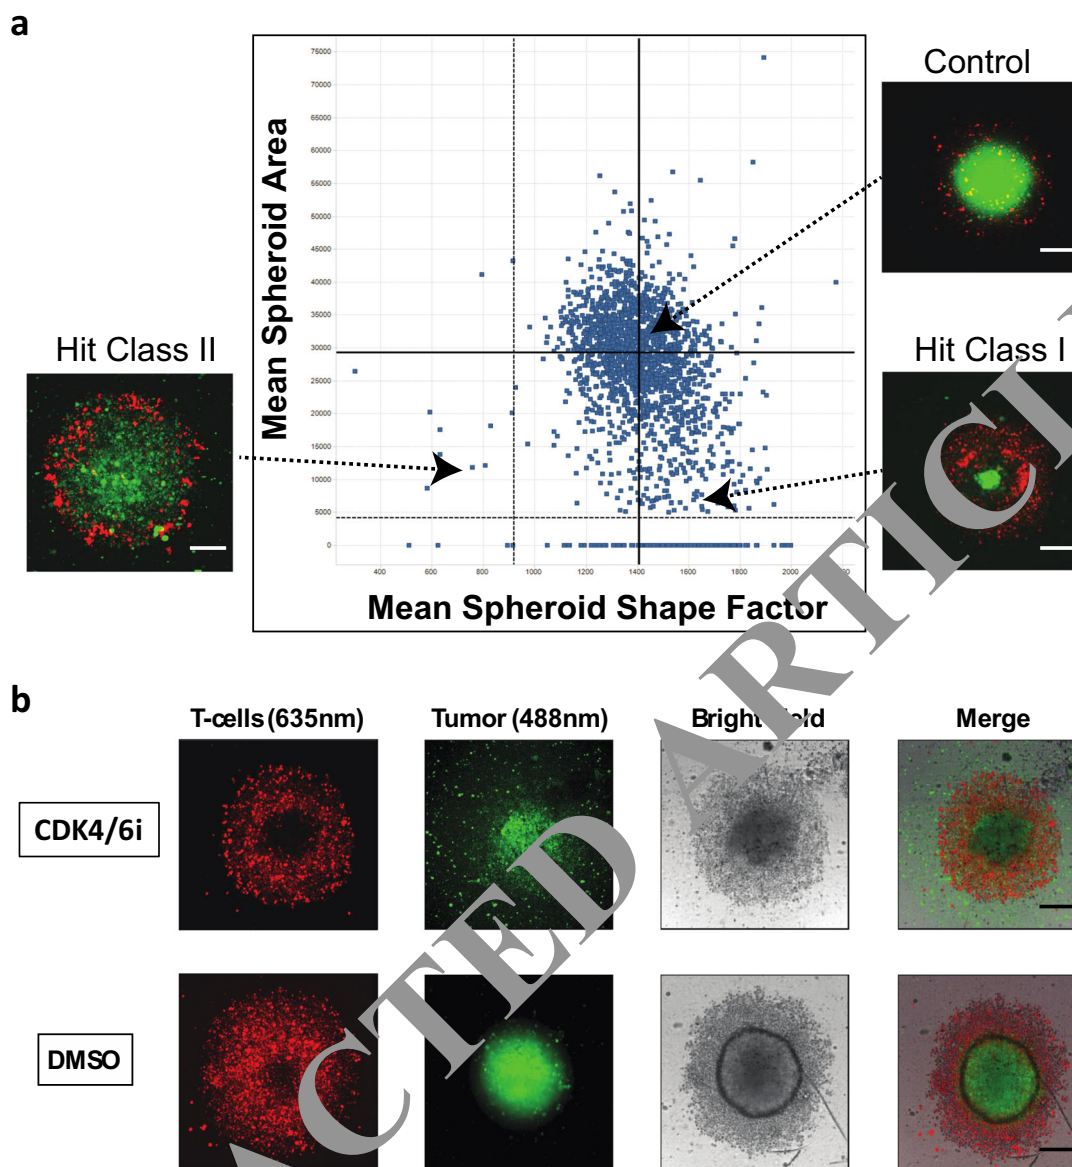 a
Control
Hit Class II
Hit Class I
Mean Spheroid Area
75000
70000
65000
60000
55000
50000
45000
40000
35000
30000
25000
20000
15000
10000
5000
0
400
600
800
1000
1200
1400
1600
1800
2000
Mean Spheroid Shape Factor
b
T-cells (635nm)
Tumor (488nm)
Merge
CDK4/6i
DMSO
ACTED ARTICL